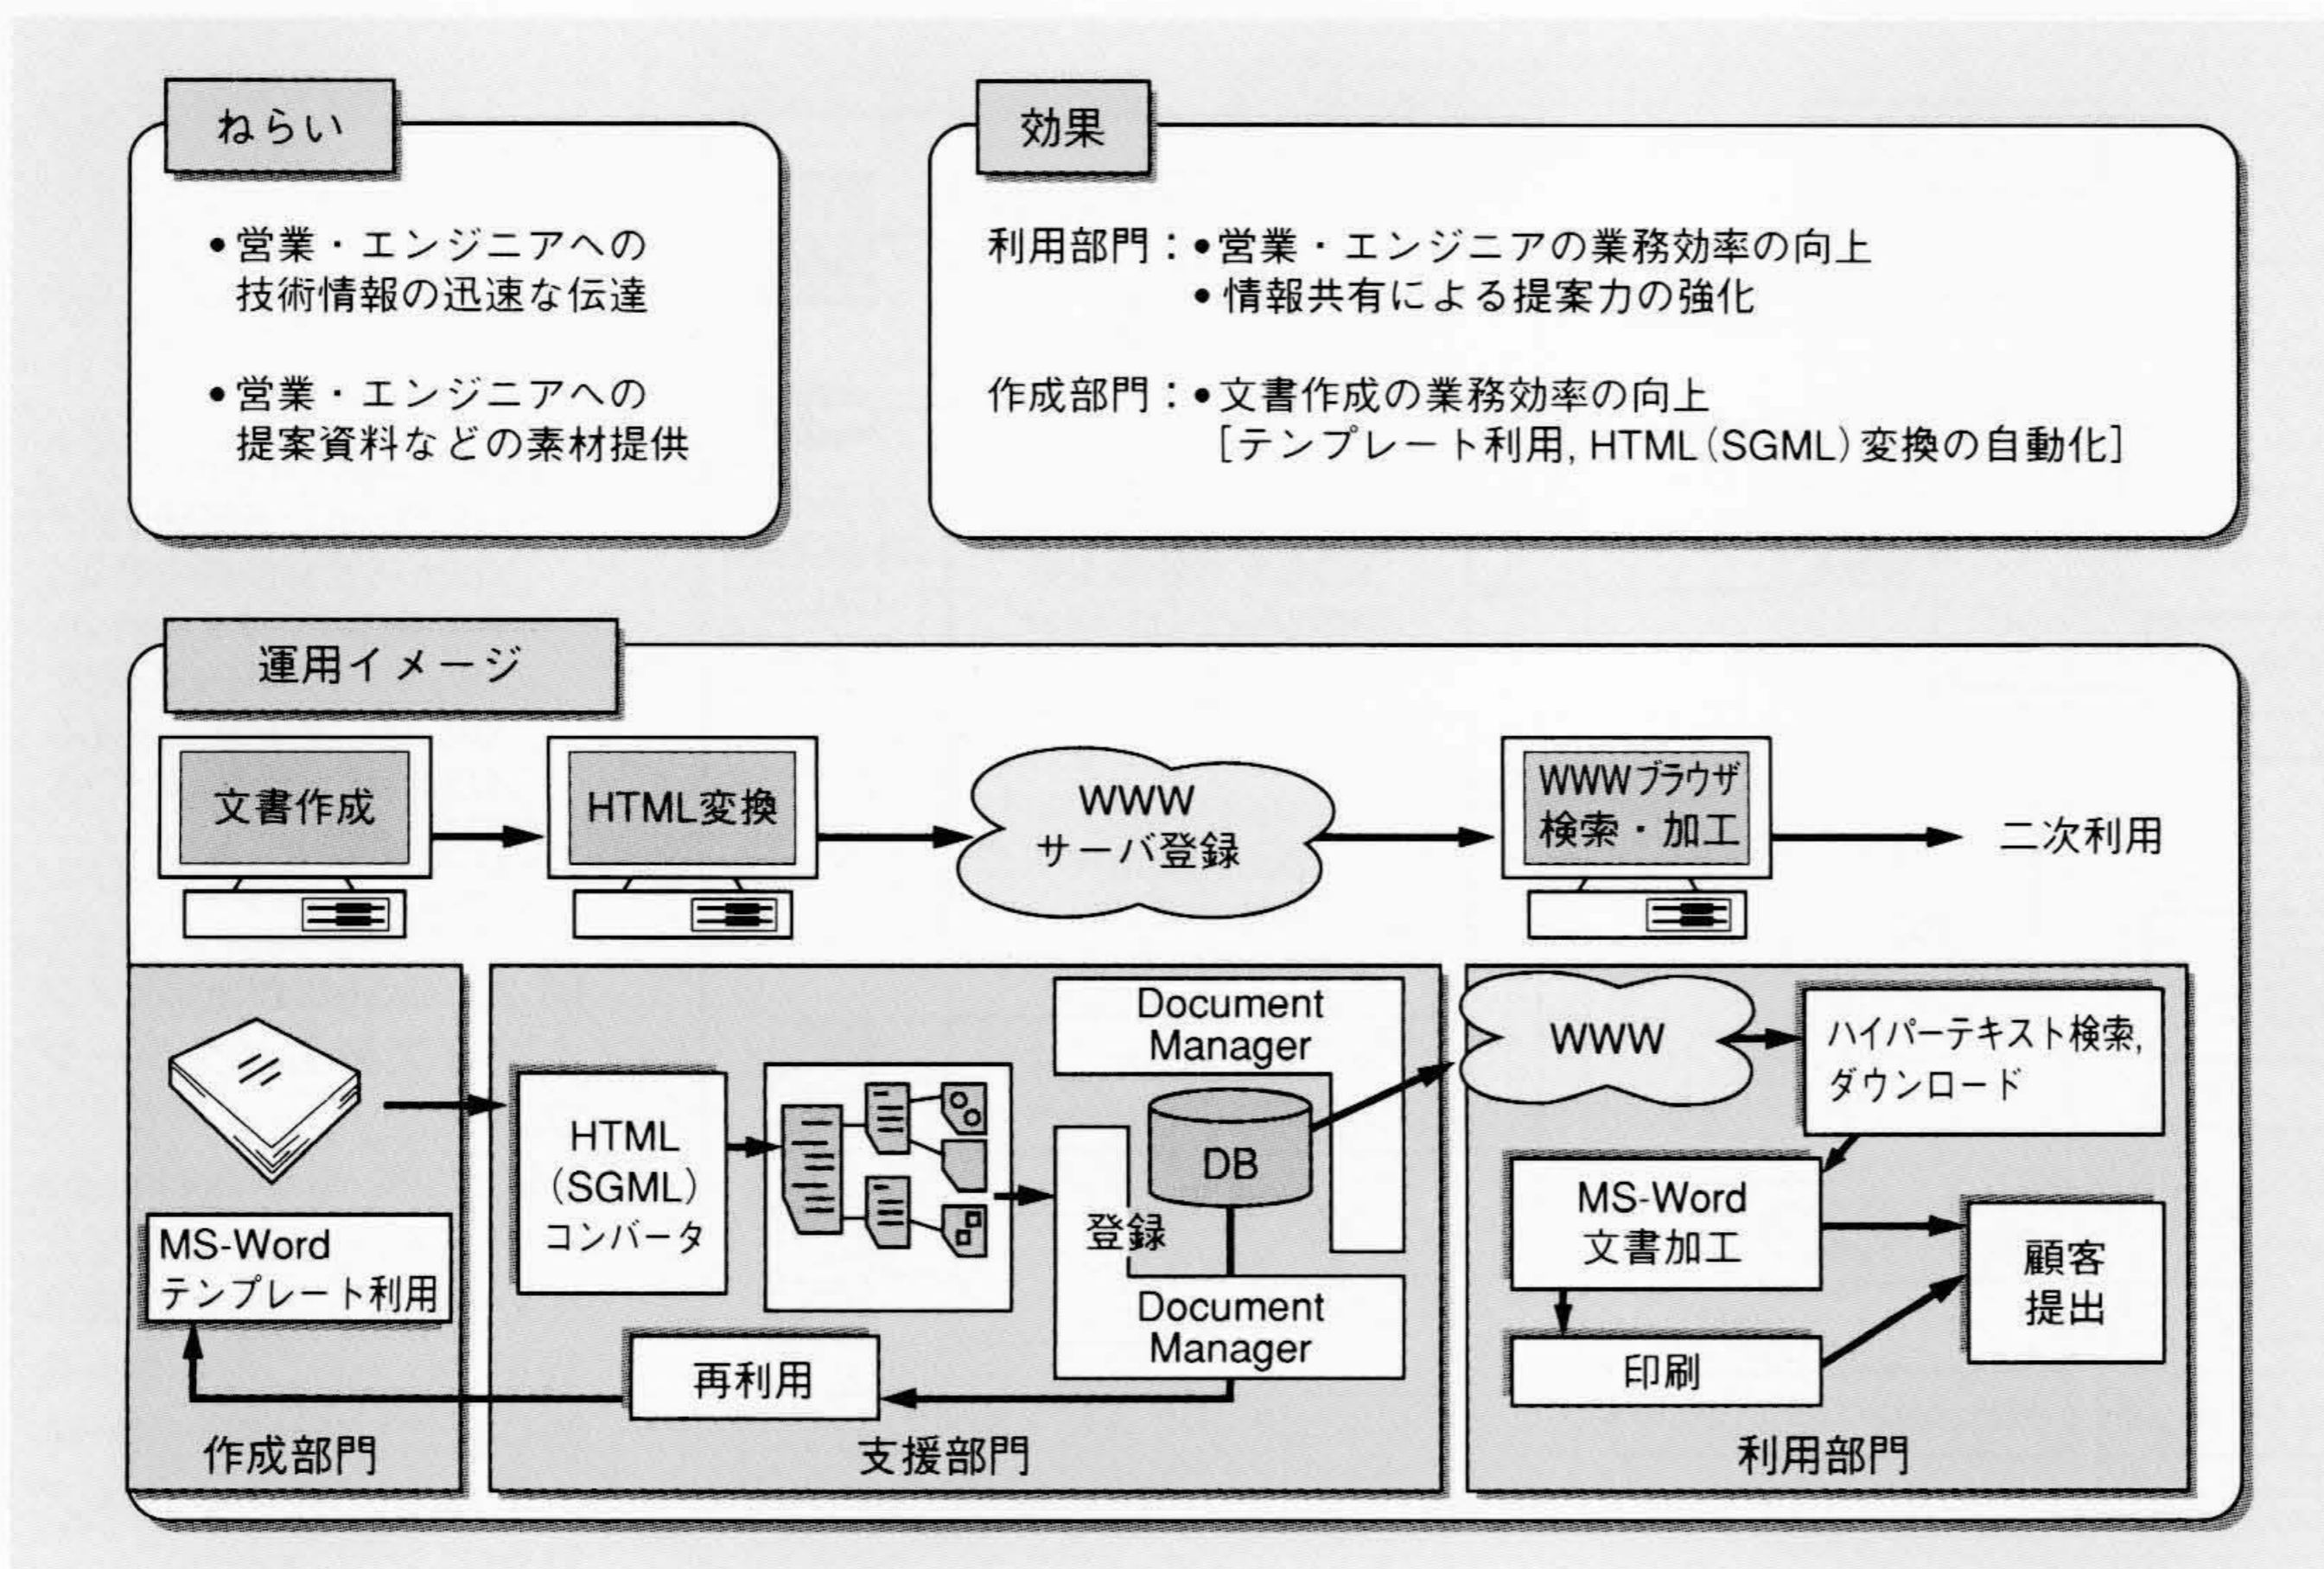 ねらい
•営業・エンジニアへの
技術情報の迅速な伝達
•営業・エンジニアへの
提案資料などの素材提供
効果
利用部門：•営業・エンジニアの業務効率の向上
•情報共有による提案力の強化
作成部門：•文書作成の業務効率の向上
[テンプレート利用, HTML(SGML)変換の自動化]
運用イメージ
文書作成
HTML変換
WWW
サーバ登録
WWWブラウザ
検索・加工
二次利用
MS-Word
テンプレート利用
作成部門
HTML
(SGML)
コンバータ
Document
Manager
DB
登録
Document
Manager
再利用
支援部門
WWW
ハイパーテキスト検索,
ダウンロード
MS-Word
文書加工
印刷
顧客
提出
利用部門